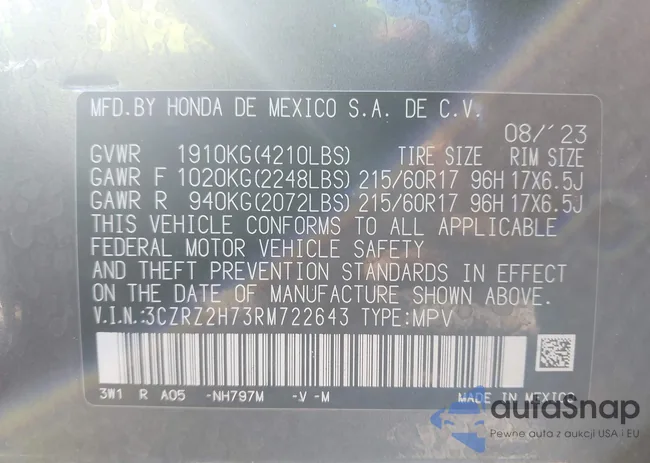 MFD.BY HONDA DE MEXICO S.A. DE C.V.
08/'23
GVWR 1910KG(4210LBS) TIRE SIZE RIM SIZE
GAWR F 1020KG(2248LBS) 215/60R17 96H 17X6.5J
GAWR R 940KG(2072LBS) 215/60R17 96H 17X6.5J
THIS VEHICLE CONFORMS TO ALL APPLICABLE
FEDERAL MOTOR VEHICLE SAFETY
AND THEFT PREVENTION STANDARDS IN EFFECT
ON THE DATE OF MANUFACTURE SHOWN ABOVE.
V.I.N.:3CZRZ2H73RM722643 TYPE:MPV
3W1 R A05 -NH797M -V -M MADE IN MEXICO
autaSnap
Pewne auta z aukcji USA i EU